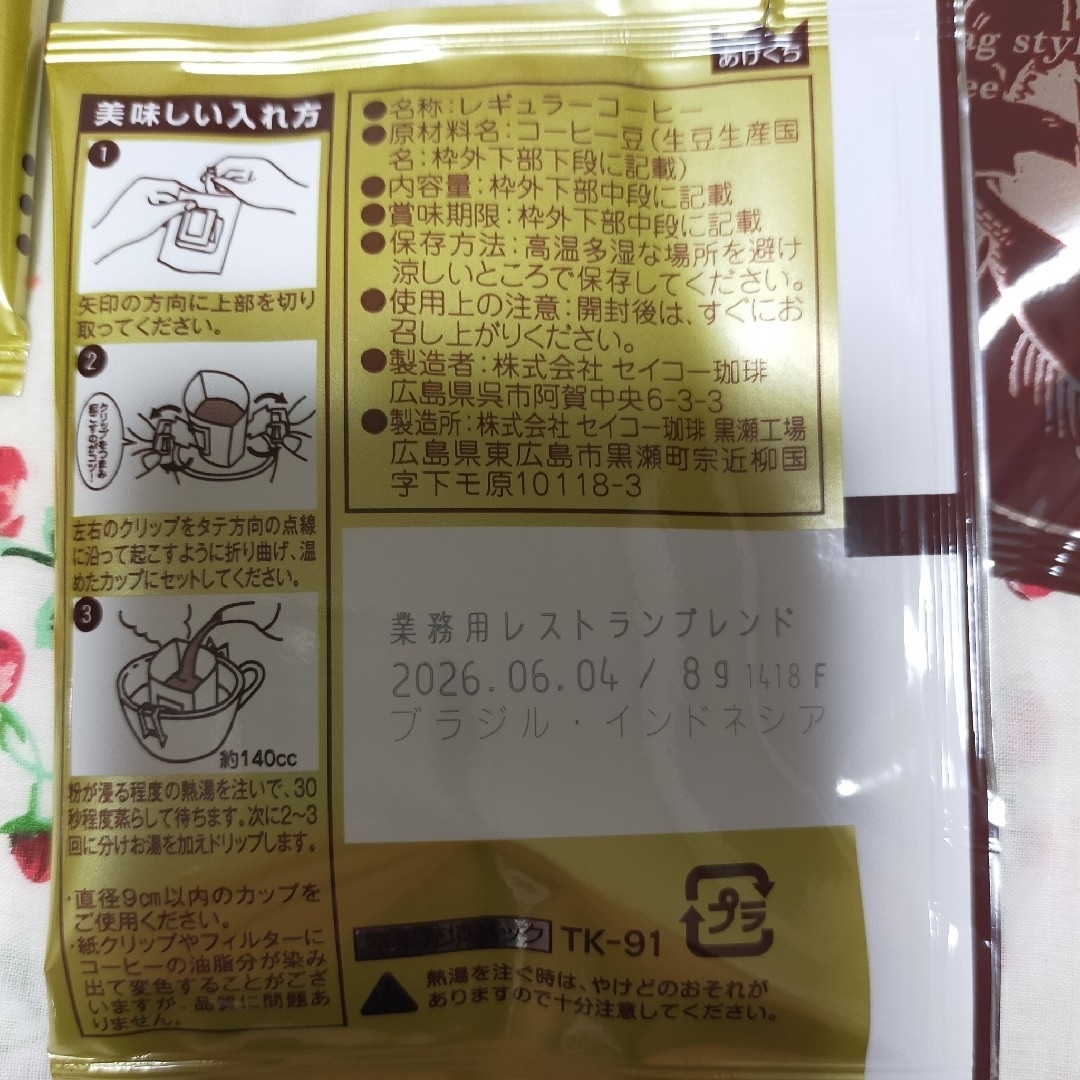 あけくち
美味しい入れ方
1
矢印の方向に上部を切り
取ってください。
2
左右のクリップをタテ方向の点線
に沿って起こすように折り曲げ、温
めたカップにセットしてください。
3
約140cc
粉が浸る程度の熱湯を注いで、30
秒程度蒸らして待ちます。次に2~3
回に分けお湯を加えドリップします。
・直径9cm以内のカップを
ご使用ください。
・紙クリップやフィルターに
コーヒーの油脂分が染み
出て変色することがござ
いますが、品質に問題あ
りません。
●名称:レギュラーコーヒー
●原材料名:コーヒー豆(生豆生産国
名:枠外下部下段に記載)
●内容量:枠外下部中段に記載
●賞味期限:枠外下部中段に記載
●保存方法:高温多湿な場所を避け
涼しいところで保存してください。
●使用上の注意:開封後は、すぐにお
召し上がりください。
●製造者:株式会社 セイコー珈琲
広島県呉市阿賀中央6-3-3
●製造所:株式会社 セイコー珈琲 黒瀬工場
広島県東広島市黒瀬町宗近柳国
字下モ原10118-3
業務用レストランブレンド
2026.06.04 / 8g 1418F
ブラジル・インドネシア
TK-91
プラ
熱湯を注ぐ時は、やけどのおそれが
ありますので十分注意してください。